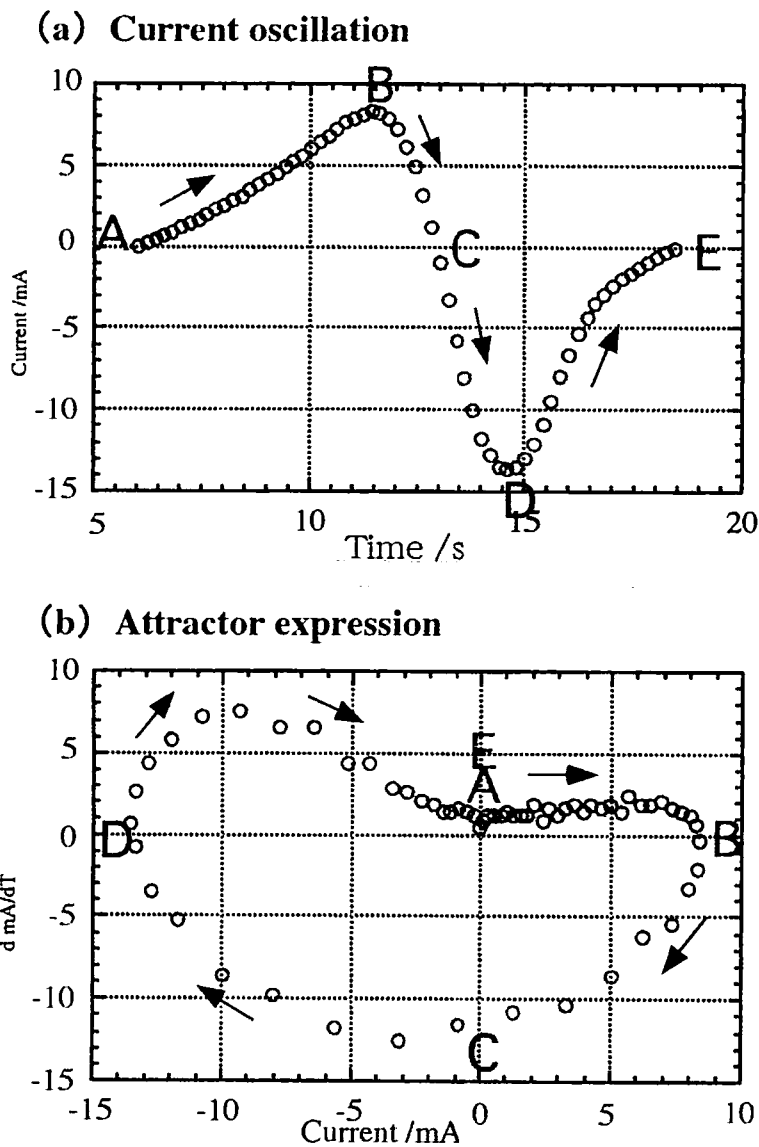 (a) Current oscillation
10
B
5
A
0
C
E
Current /mA
-5
-10
-15
D
5
10
15
20
Time /s
(b) Attractor expression
10
5
E
A
0
D
B
d mA/dT
-5
-10
C
-15
-15
-10
-5
0
5
10
Current /mA